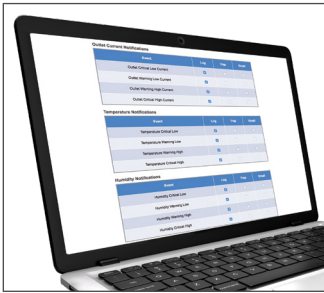 Outlet Current Notifications
Event Log Trap Email
Outlet Critical Low Current
Outlet Warning Low Current
Outlet Warning High Current
Outlet Critical High Current
Temperature Notifications
Event Log Trap Email
Temperature Critical Low
Temperature Warning Low
Temperature Warning High
Temperature Critical High
Humidity Notifications
Event Log Trap Email
Humidity Critical Low
Humidity Warning Low
Humidity Warning High
Humidity Critical High